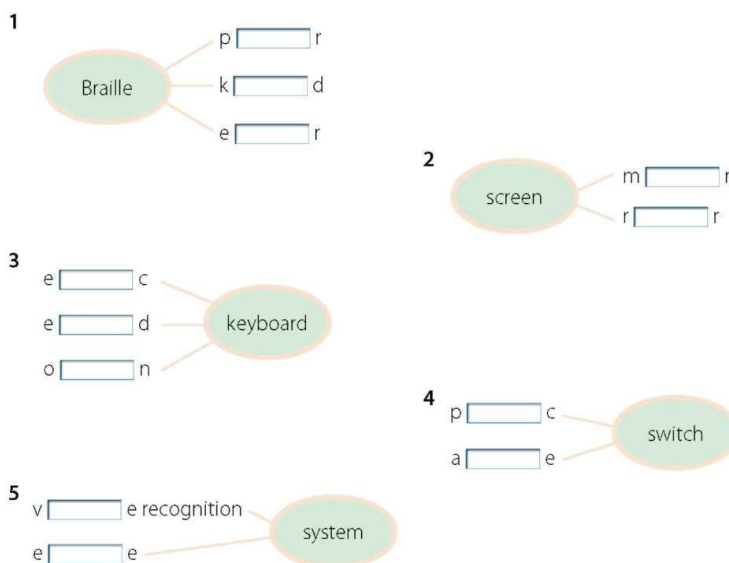 1
p r
Braille
k d
e r
2
m r
screen
r r
3
e c
e d
keyboard
o n
4
p c
switch
a e
5
v e recognition
system
e e